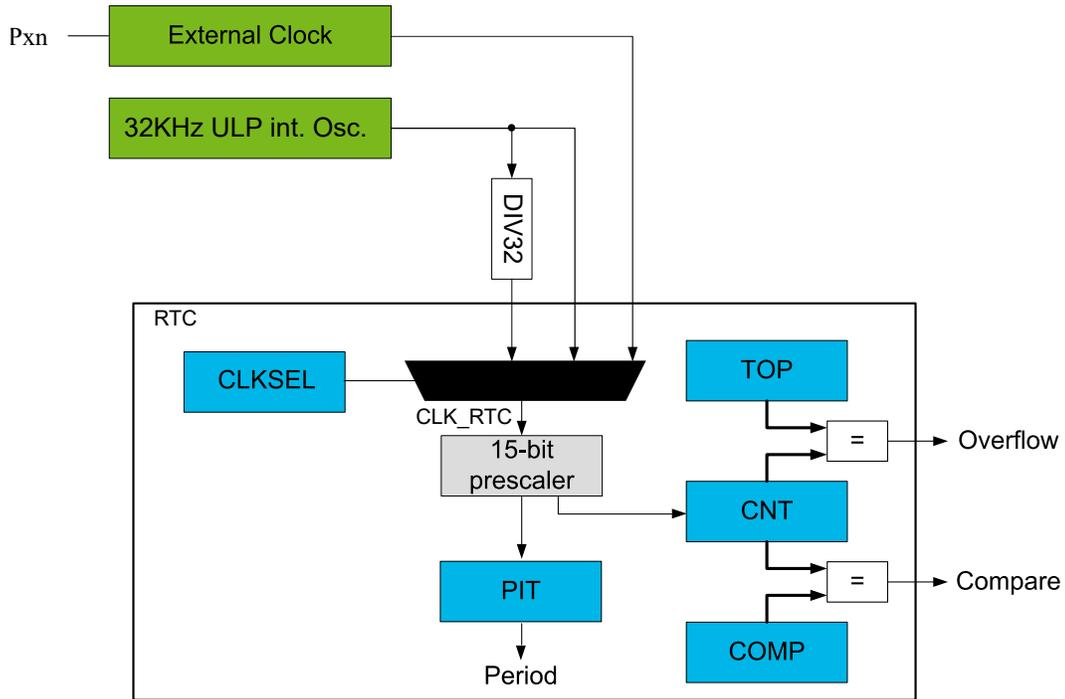 Pxn
External Clock
32KHz ULP int. Osc.
DIV32
RTC
CLKSEL
TOP
CLK_RTC
=
Overflow
15-bit
prescaler
CNT
PIT
=
Compare
COMP
Period